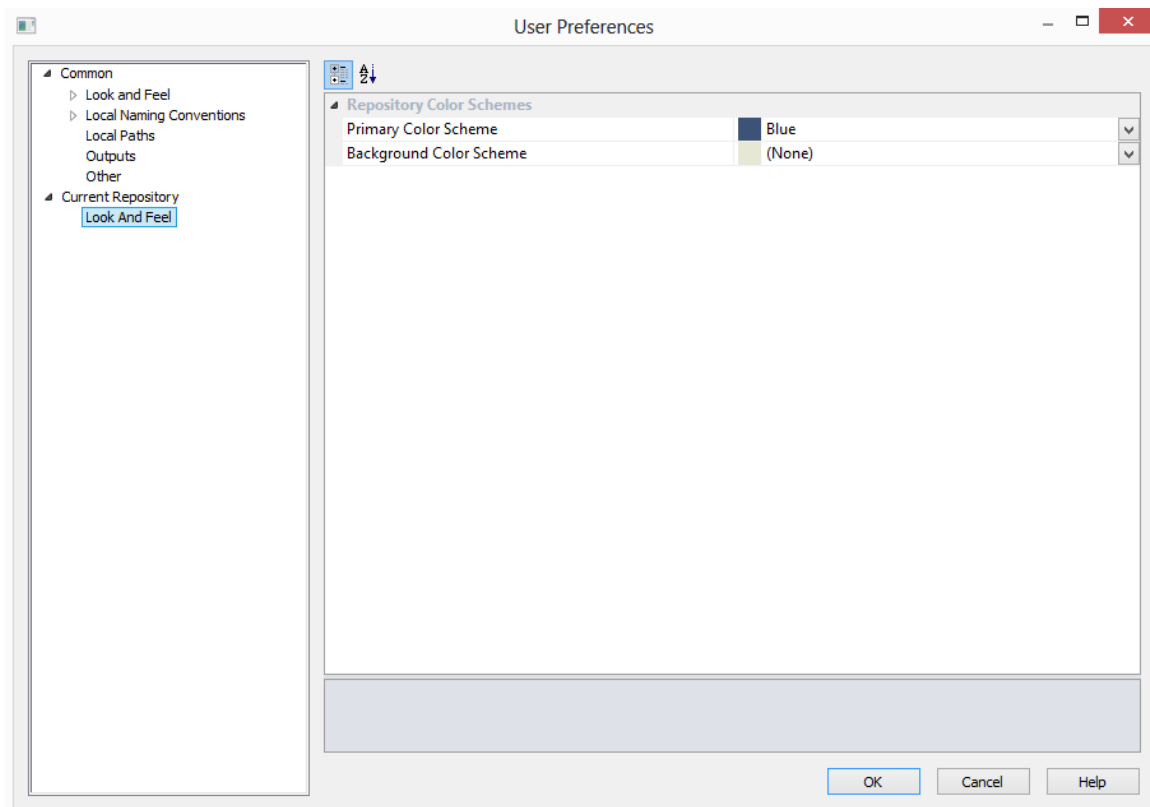 User Preferences
Common
Look and Feel
Local Naming Conventions
Local Paths
Outputs
Other
Current Repository
Look And Feel
Repository Color Schemes
Primary Color Scheme Blue
Background Color Scheme (None)
OK Cancel Help